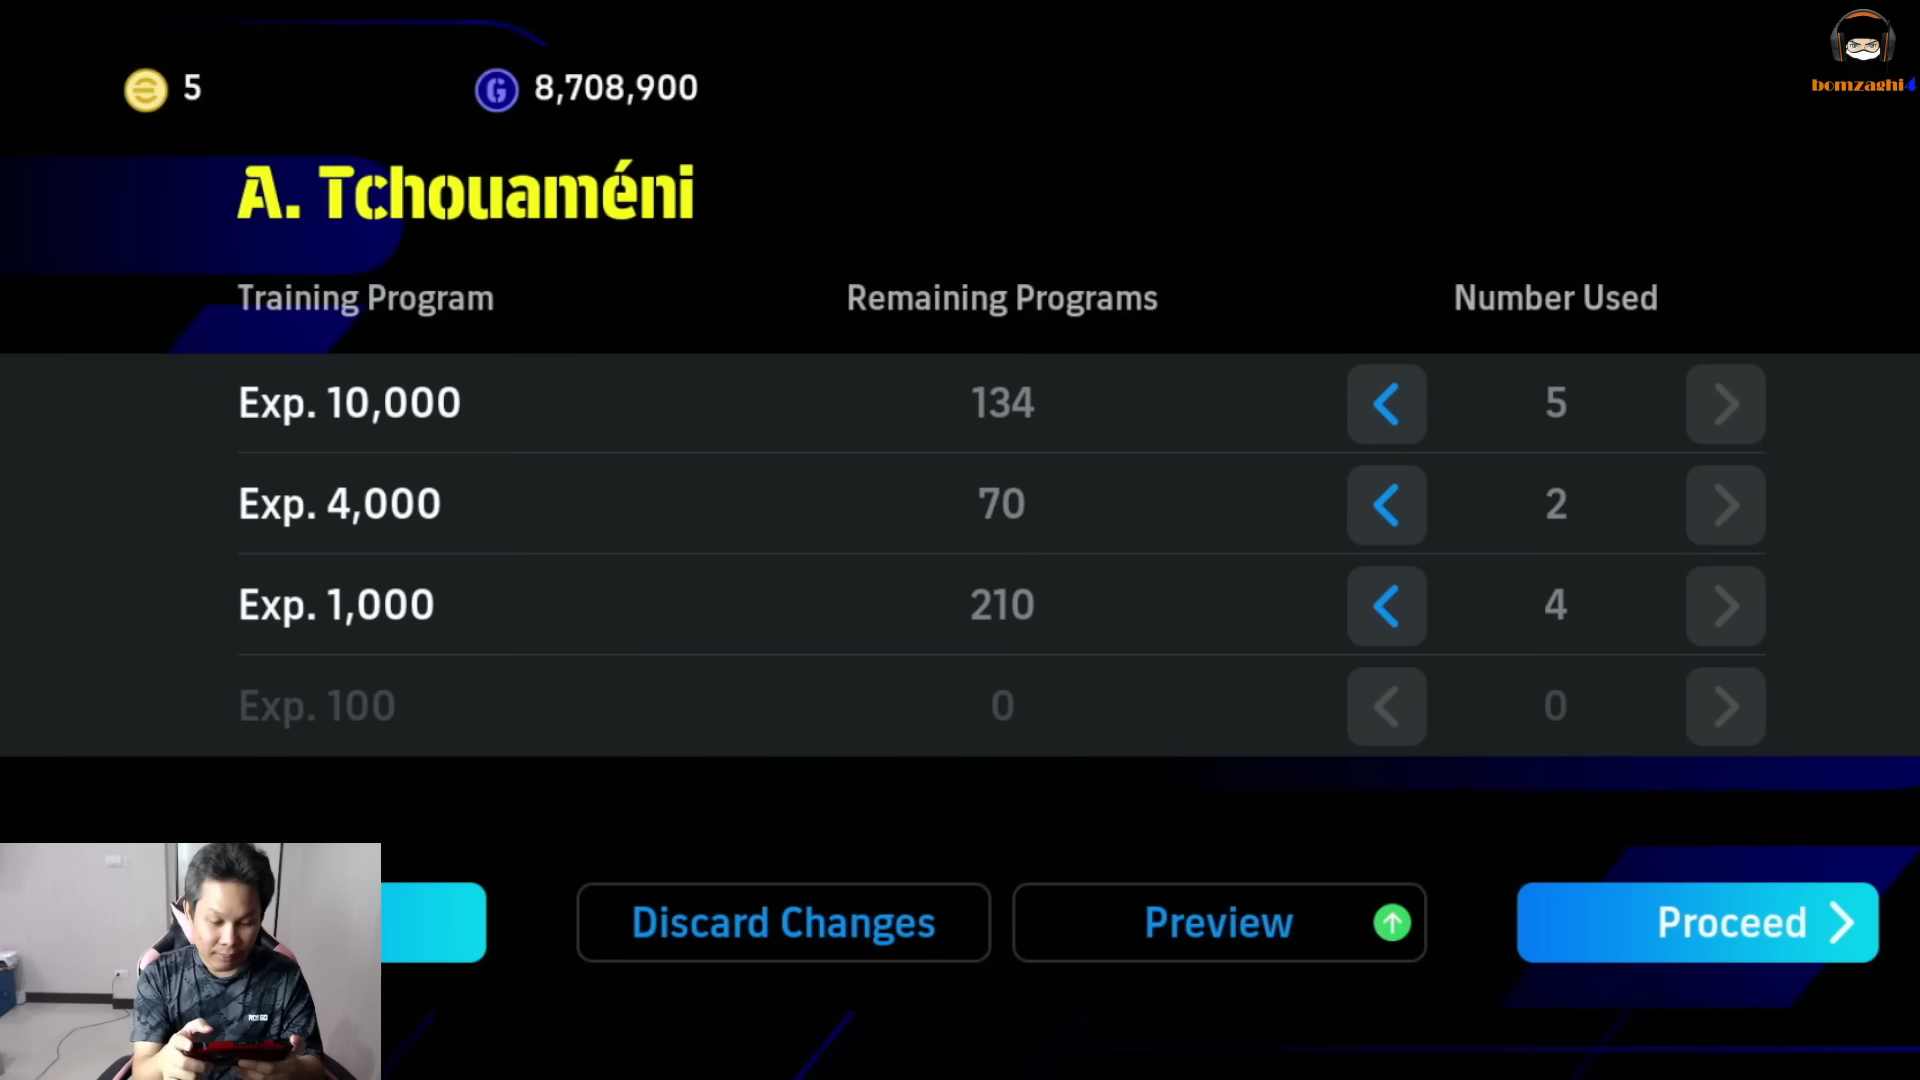 5
8,708,900
bomzaghi4
A. Tchouaméni
Training Program
Remaining Programs
Number Used
Exp. 10,000
134
5
Exp. 4,000
70
2
Exp. 1,000
210
4
Exp. 100
0
0
Discard Changes
Preview
Proceed